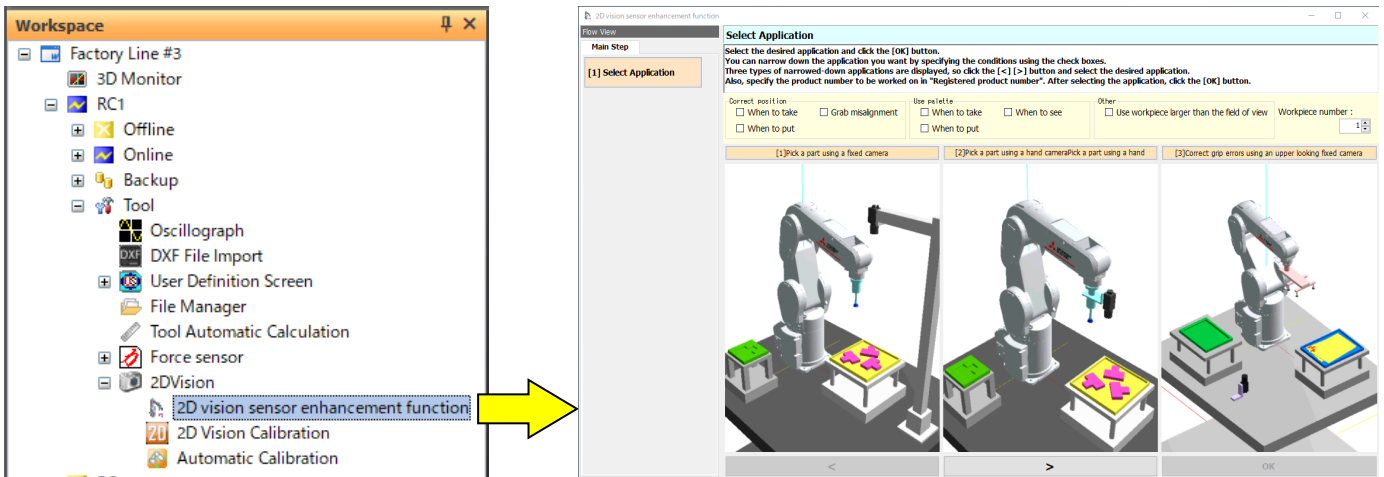 Workspace
Factory Line #3
3D Monitor
RC1
Offline
Online
Backup
Tool
Oscillograph
DXF
DXF File Import
User Definition Screen
File Manager
Tool Automatic Calculation
Force sensor
2DVision
2D vision sensor enhancement function
2D
2D Vision Calibration
Automatic Calibration
2D vision sensor enhancement function
Flow View
Main Step
[1] Select Application
Select Application
Select the desired application and click the [OK] button.
You can narrow down the application you want by specifying the conditions using the check boxes.
Three types of narrowed-down applications are displayed, so click the [<] [>] button and select the desired application.
Also, specify the product number to be worked on in "Registered product number". After selecting the application, click the [OK] button.
Correct position
When to take
Grab misalignment
When to put
Use palette
When to take
When to see
When to put
Other
Use workpiece larger than the field of view
Workpiece number :
1
[1]Pick a part using a fixed camera
[2]Pick a part using a hand cameraPick a part using a hand
[3]Correct grip errors using an upper looking fixed camera
<
>
OK